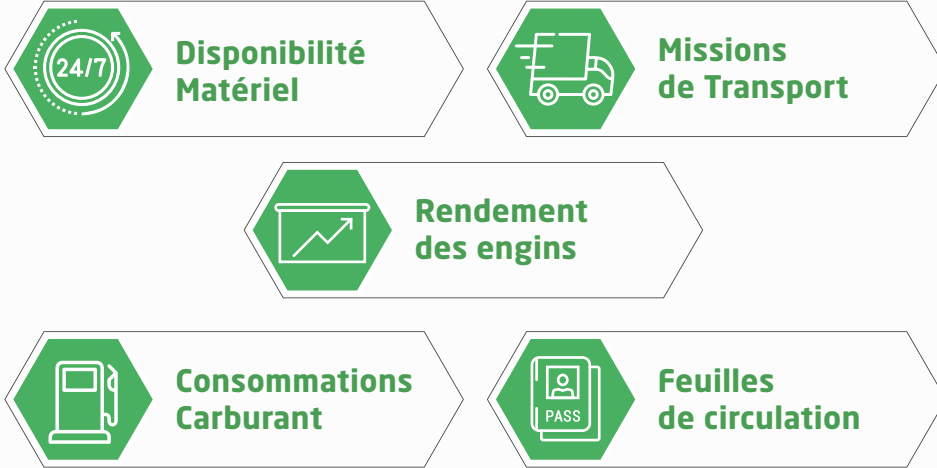 24/7
Disponibilité
Matériel
Missions
de Transport
Rendement
des engins
Consommations
Carburant
PASS
Feuilles
de circulation